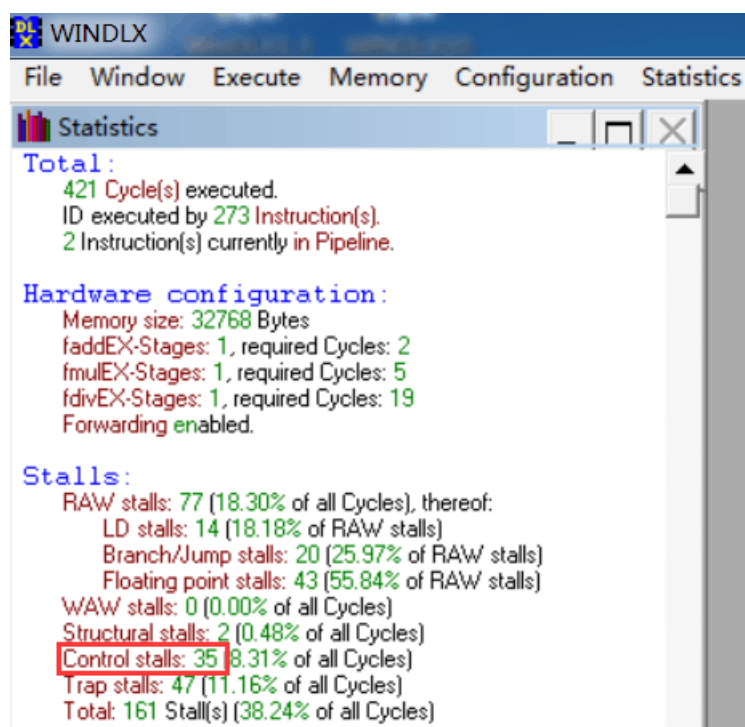 DLX WINDLX
File Window Execute Memory Configuration Statistics
Statistics
Total:
421 Cycle(s) executed.
ID executed by 273 Instruction(s).
2 Instruction(s) currently in Pipeline.
Hardware configuration:
Memory size: 32768 Bytes
faddEX-Stages: 1, required Cycles: 2
fmulEX-Stages: 1, required Cycles: 5
fdivEX-Stages: 1, required Cycles: 19
Forwarding enabled.
Stalls:
RAW stalls: 77 (18.30% of all Cycles), thereof:
LD stalls: 14 (18.18% of RAW stalls)
Branch/Jump stalls: 20 (25.97% of RAW stalls)
Floating point stalls: 43 (55.84% of RAW stalls)
WAW stalls: 0 (0.00% of all Cycles)
Structural stalls: 2 (0.48% of all Cycles)
Control stalls: 35 (8.31% of all Cycles)
Trap stalls: 47 (11.16% of all Cycles)
Total: 161 Stall(s) (38.24% of all Cycles)